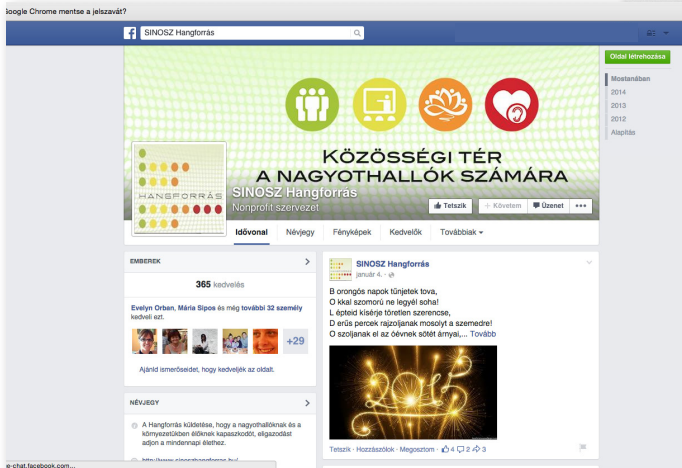 Google Chrome mentse a jelszavát?
SINOSZ Hangforrás
Oldal létrehozása
Mostanában
2014
2013
2012
Alapítás
KÖZÖSSÉGI TÉR
A NAGYOTHALLÓK SZÁMÁRA
HANGFORRÁS
SINOSZ Hangforrás
Nonprofit szervezet
Tetszik
Követem
Üzenet
Idővonal Névjegy Fényképek Kedvelők Továbbiak
EMBEREK
365 kedvelés
Evelyn Orban, Mária Sipos és még további 32 személy
kedveli ezt.
+29
Ajánld ismerőseidet, hogy kedveljék az oldalt.
NÉVJEGY
A Hangforrás küldetése, hogy a nagyothallóknak és a
környezetükben élőknek kapaszkodót, eligazodást
adjon a mindennapi élethez.
http://www.sinoszhangforras.hu/
SINOSZ Hangforrás
január 4. ·
B orongós napok tűnjetek tova,
O kkal szomorú ne legyél soha!
L épteid kísérje töretlen szerencse,
D erűs percek rajzoljanak mosolyt a szemedre!
O szoljanak el az óévnek sötét árnyai,... Tovább
2015
Tetszik · Hozzászólok · Megosztom · 4 2 3
e-chat.facebook.com...